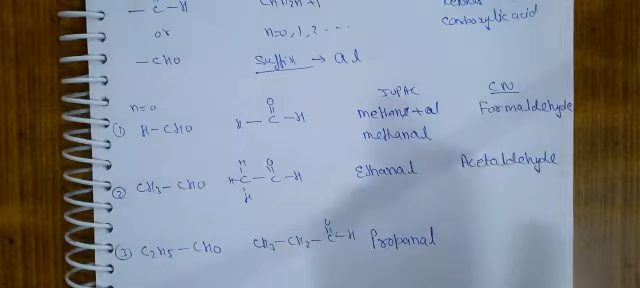 — C — H
O
n=0,1,2 ....
carboxylic acid
or
— CHO
Suffix → al
IUPAC
CN
n=0
① H – CHO
O
H — C — H
methane + al
Formaldehyde
methanal
② CH3 – CHO
H O
H – C — C – H
H
Ethanal
Acetaldehyde
③ C2H5 – CHO
O
CH3 – CH2 – C – H
Propanal